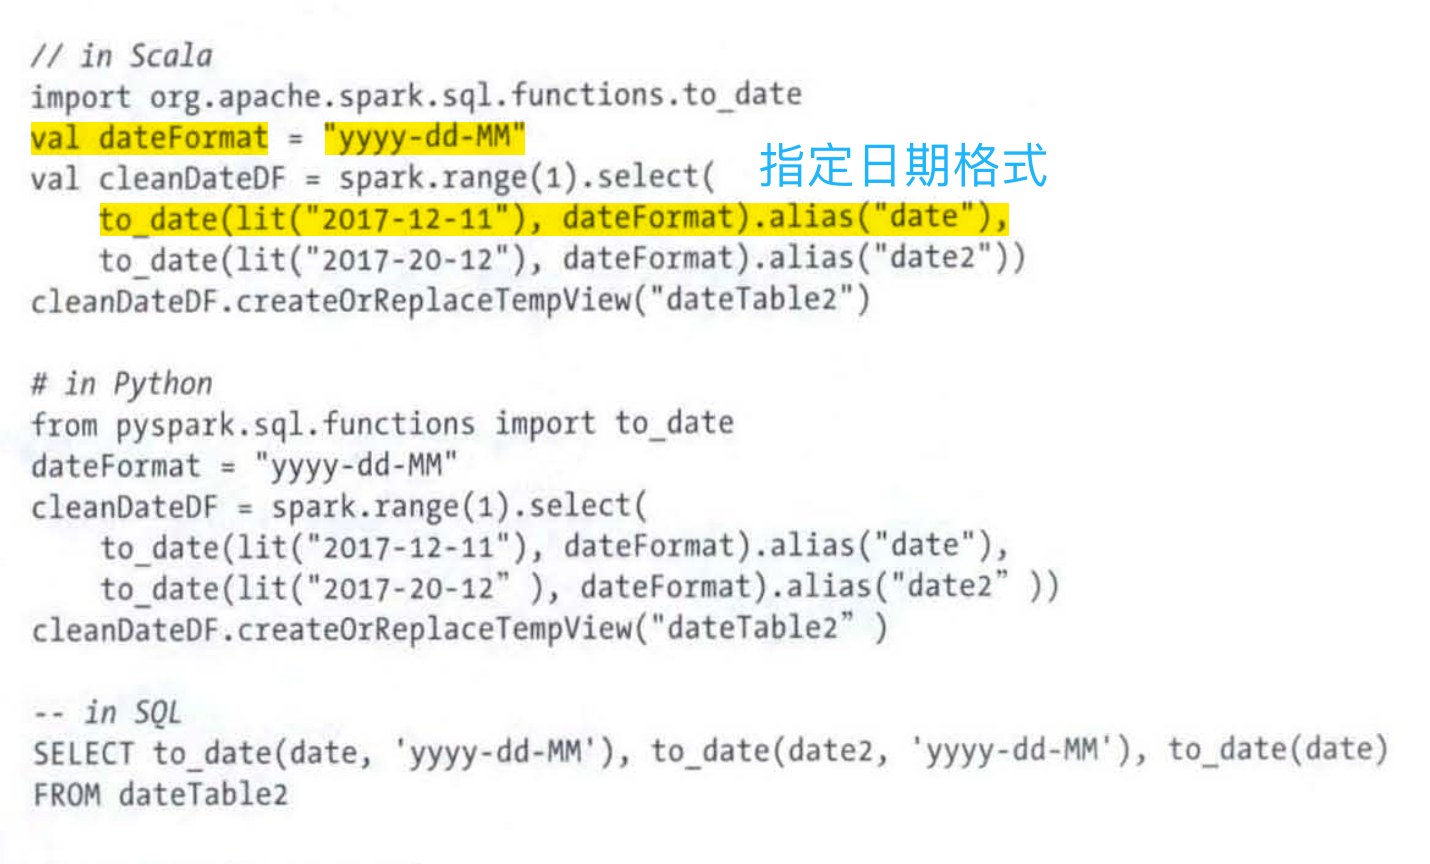 // in Scala
import org.apache.spark.sql.functions.to_date
val dateFormat = "yyyy-dd-MM"
val cleanDateDF = spark.range(1).select(
指定日期格式
    to_date(lit("2017-12-11"), dateFormat).alias("date"),
    to_date(lit("2017-20-12"), dateFormat).alias("date2"))
cleanDateDF.createOrReplaceTempView("dateTable2")

# in Python
from pyspark.sql.functions import to_date
dateFormat = "yyyy-dd-MM"
cleanDateDF = spark.range(1).select(
    to_date(lit("2017-12-11"), dateFormat).alias("date"),
    to_date(lit("2017-20-12” ), dateFormat).alias("date2” ))
cleanDateDF.createOrReplaceTempView("dateTable2” )

-- in SQL
SELECT to_date(date, 'yyyy-dd-MM'), to_date(date2, 'yyyy-dd-MM'), to_date(date)
FROM dateTable2